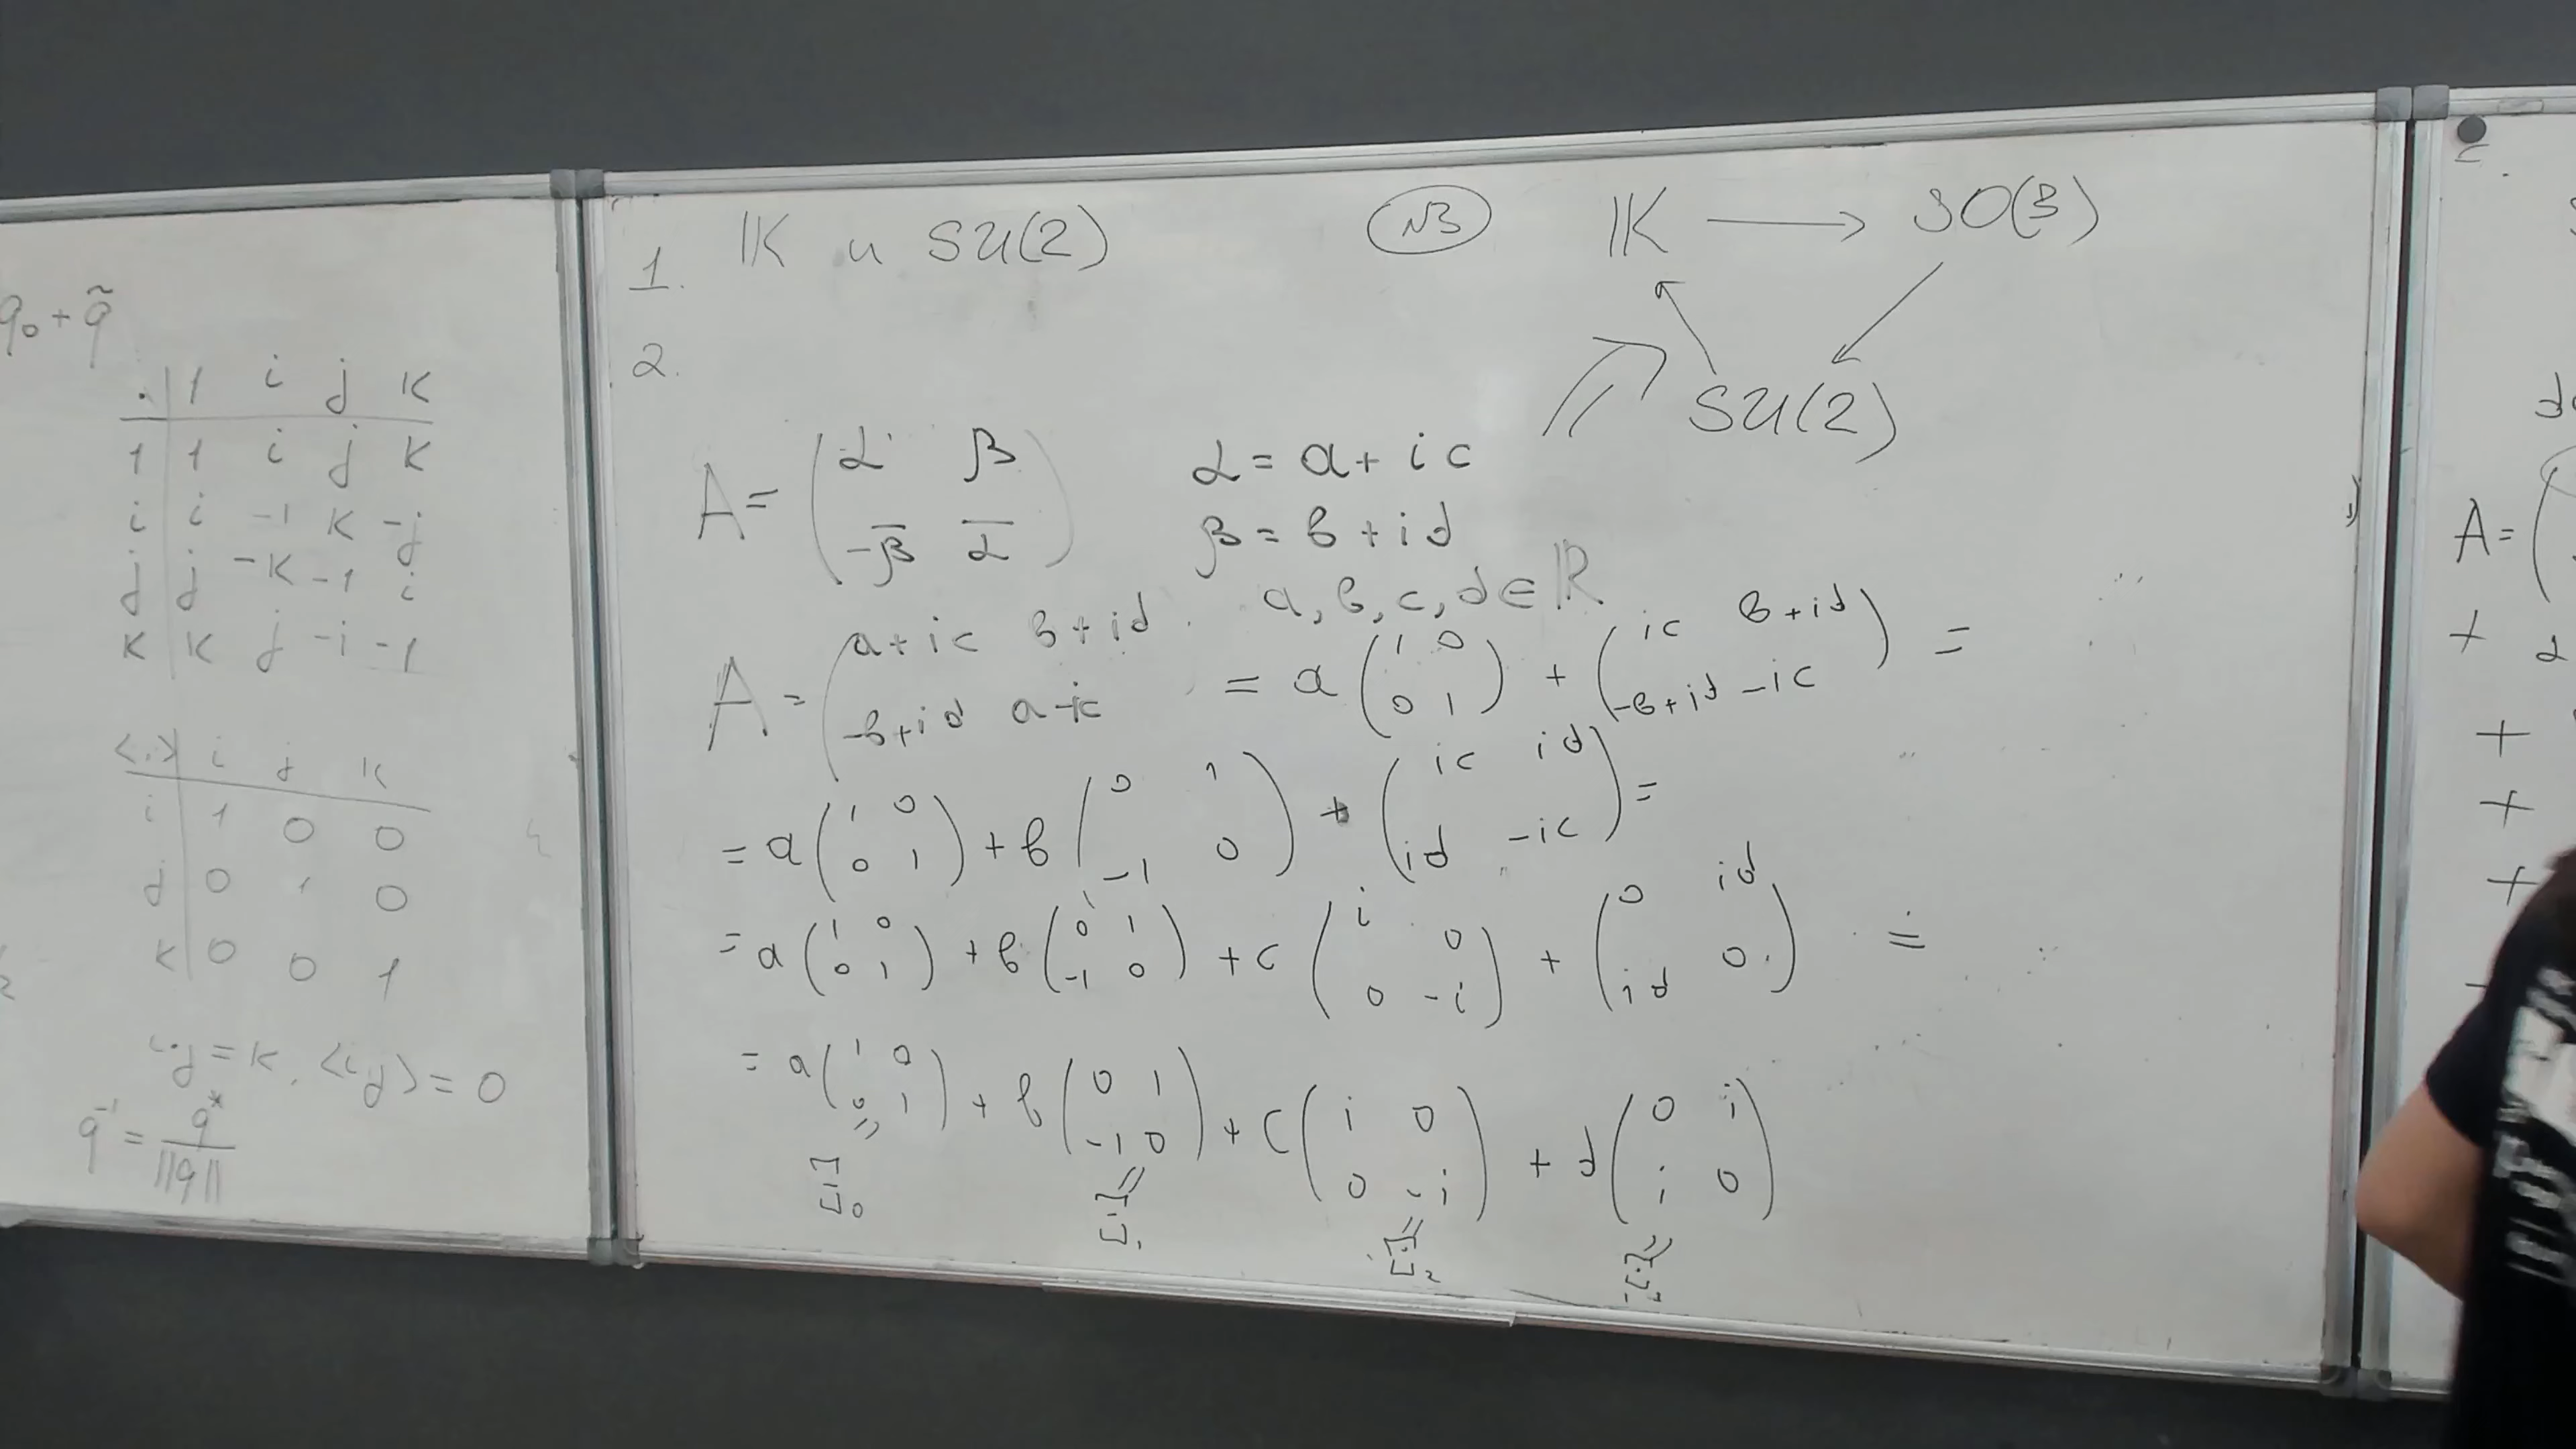 q₀ + q̃
· | 1 i j K
1 | 1 i j K
i | i -1 K -j
j | j -K -1 i
K | K j -i -1
<,> | i j K
i | 1 0 0
j | 0 1 0
K | 0 0 1
i·j = K, <i,j> = 0
q⁻¹ = q* / ||q||
1. IK и SU(2)
2.
N3
IK → SO(3)
SU(2)
A = ( α β
-β̄ ᾱ )
α = a + ic
β = b + id
a, b, c, d ∈ ℝ
A = ( a+ic b+id
-b+id a-ic ) = a ( 1 0
0 1 ) + ( ic b+id
-b+id -ic ) =
= a ( 1 0
0 1 ) + b ( 0 1
-1 0 ) + ( ic id
id -ic ) =
= a ( 1 0
0 1 ) + b ( 0 1
-1 0 ) + c ( i 0
0 -i ) + ( 0 id
id 0 ) =
= a ( 1 0
0 1 ) + b ( 0 1
-1 0 ) + c ( i 0
0 -i ) + d ( 0 i
i 0 )
A = (
+ α
+
+
+